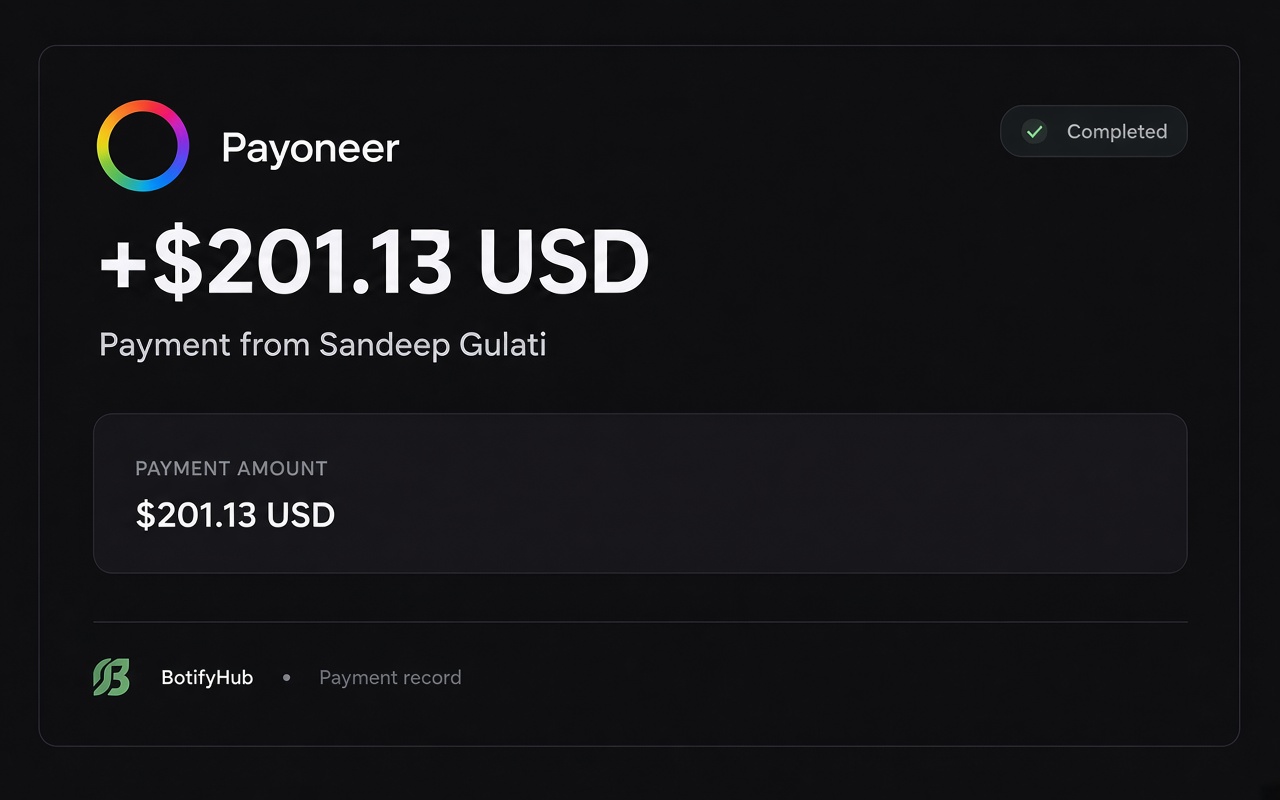 Payoneer
Completed
+$201.13 USD
Payment from Sandeep Gulati
PAYMENT AMOUNT
$201.13 USD
BotifyHub • Payment record